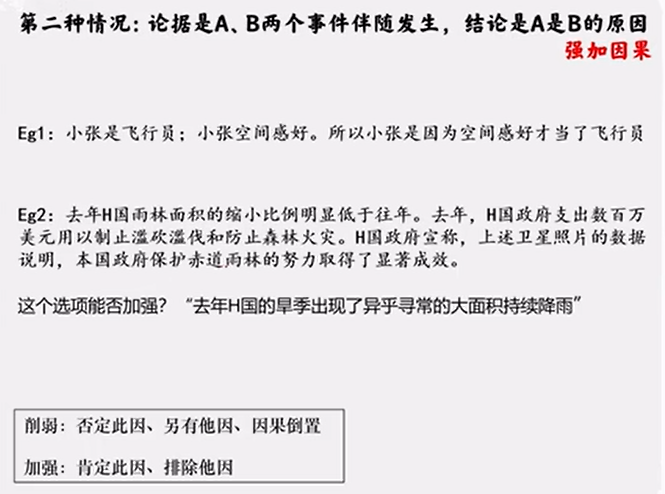 第二种情况：论据是A、B两个事件伴随发生，结论是A是B的原因
强加因果
Eg1：小张是飞行员；小张空间感好。所以小张是因为空间感好才当了飞行员
Eg2：去年H国雨林面积的缩小比例明显低于往年。去年，H国政府支出数百万
美元用以制止滥砍滥伐和防止森林火灾。H国政府宣称，上述卫星照片的数据
说明，本国政府保护赤道雨林的努力取得了显著成效。
这个选项能否加强？“去年H国的旱季出现了异乎寻常的大面积持续降雨”
削弱：否定此因、另有他因、因果倒置
加强：肯定此因、排除他因